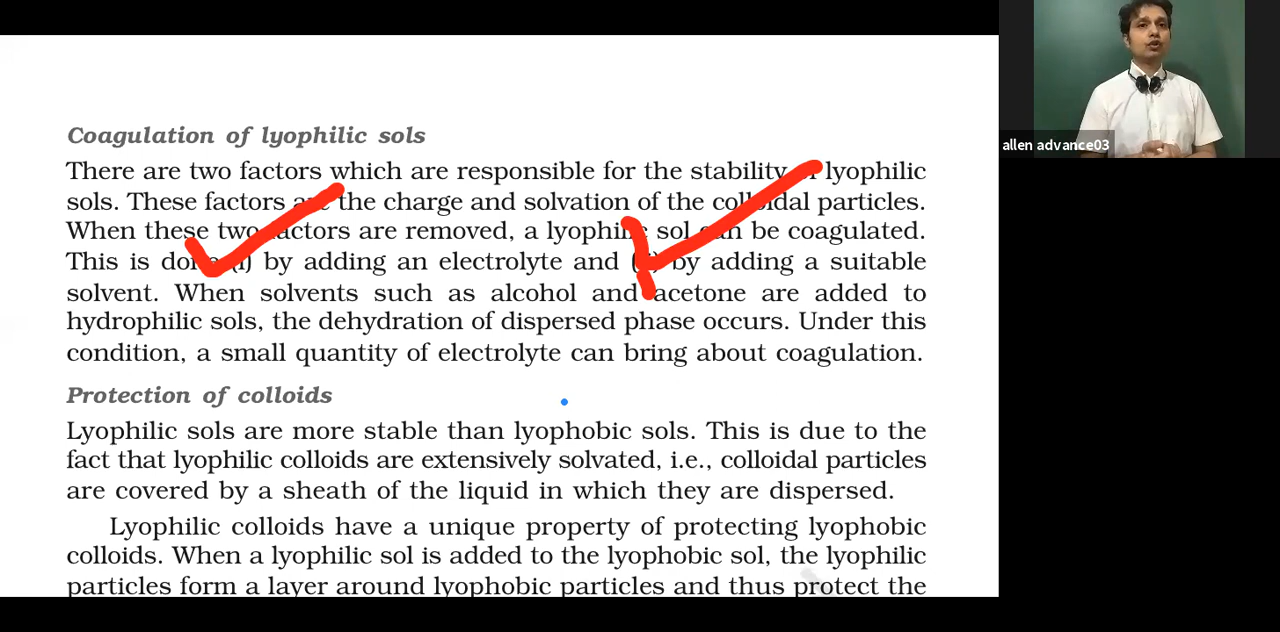 Coagulation of lyophilic sols
There are two factors which are responsible for the stability of lyophilic
sols. These factors are the charge and solvation of the colloidal particles.
When these two factors are removed, a lyophilic sol can be coagulated.
This is done (i) by adding an electrolyte and (ii) by adding a suitable
solvent. When solvents such as alcohol and acetone are added to
hydrophilic sols, the dehydration of dispersed phase occurs. Under this
condition, a small quantity of electrolyte can bring about coagulation.
Protection of colloids
Lyophilic sols are more stable than lyophobic sols. This is due to the
fact that lyophilic colloids are extensively solvated, i.e., colloidal particles
are covered by a sheath of the liquid in which they are dispersed.
Lyophilic colloids have a unique property of protecting lyophobic
colloids. When a lyophilic sol is added to the lyophobic sol, the lyophilic
particles form a layer around lyophobic particles and thus protect the
allen advance03